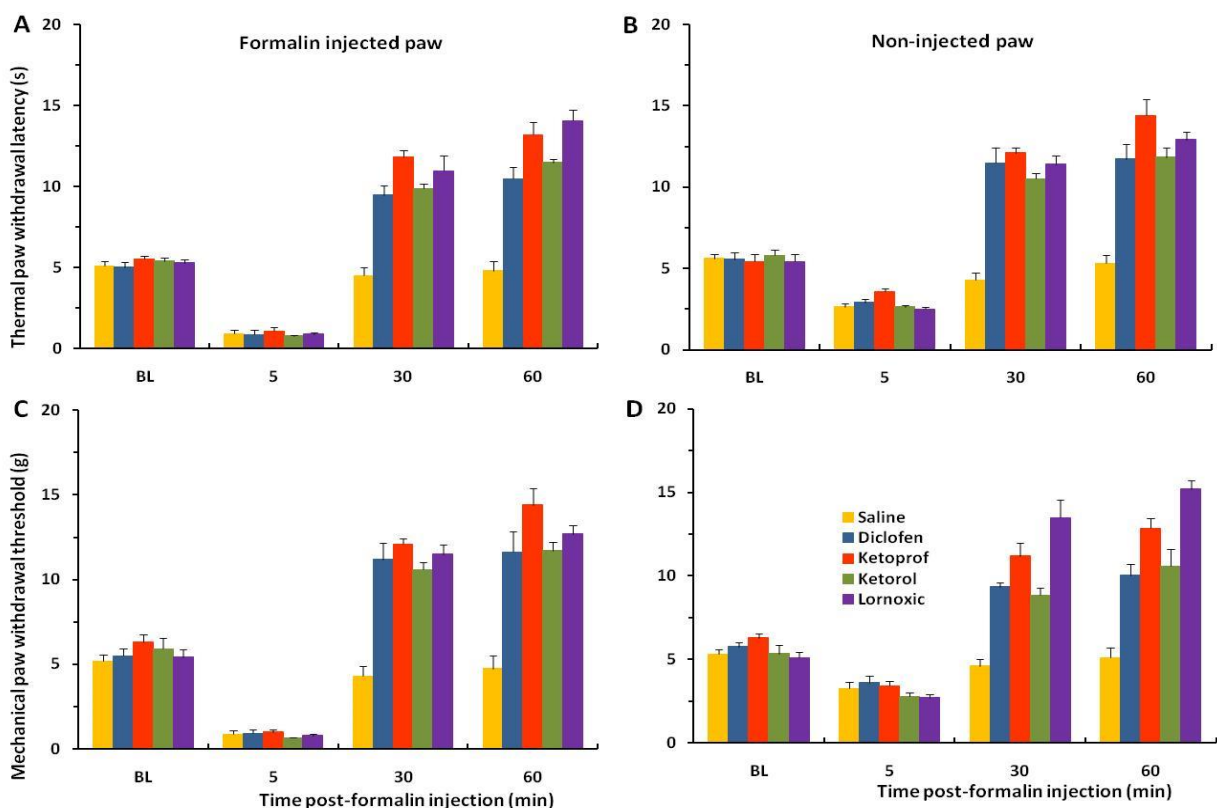 A
Formalin injected paw
Thermal paw withdrawal latency (s)
20
15
10
5
0
BL
5
30
60
B
Non-injected paw
20
15
10
5
0
BL
5
30
60
C
Mechanical paw withdrawal threshold (g)
20
15
10
5
0
BL
5
30
60
Time post-formalin injection (min)
D
20
15
10
5
0
Saline
Diclofen
Ketoprof
Ketorol
Lornoxic
BL
5
30
60
Time post-formalin injection (min)